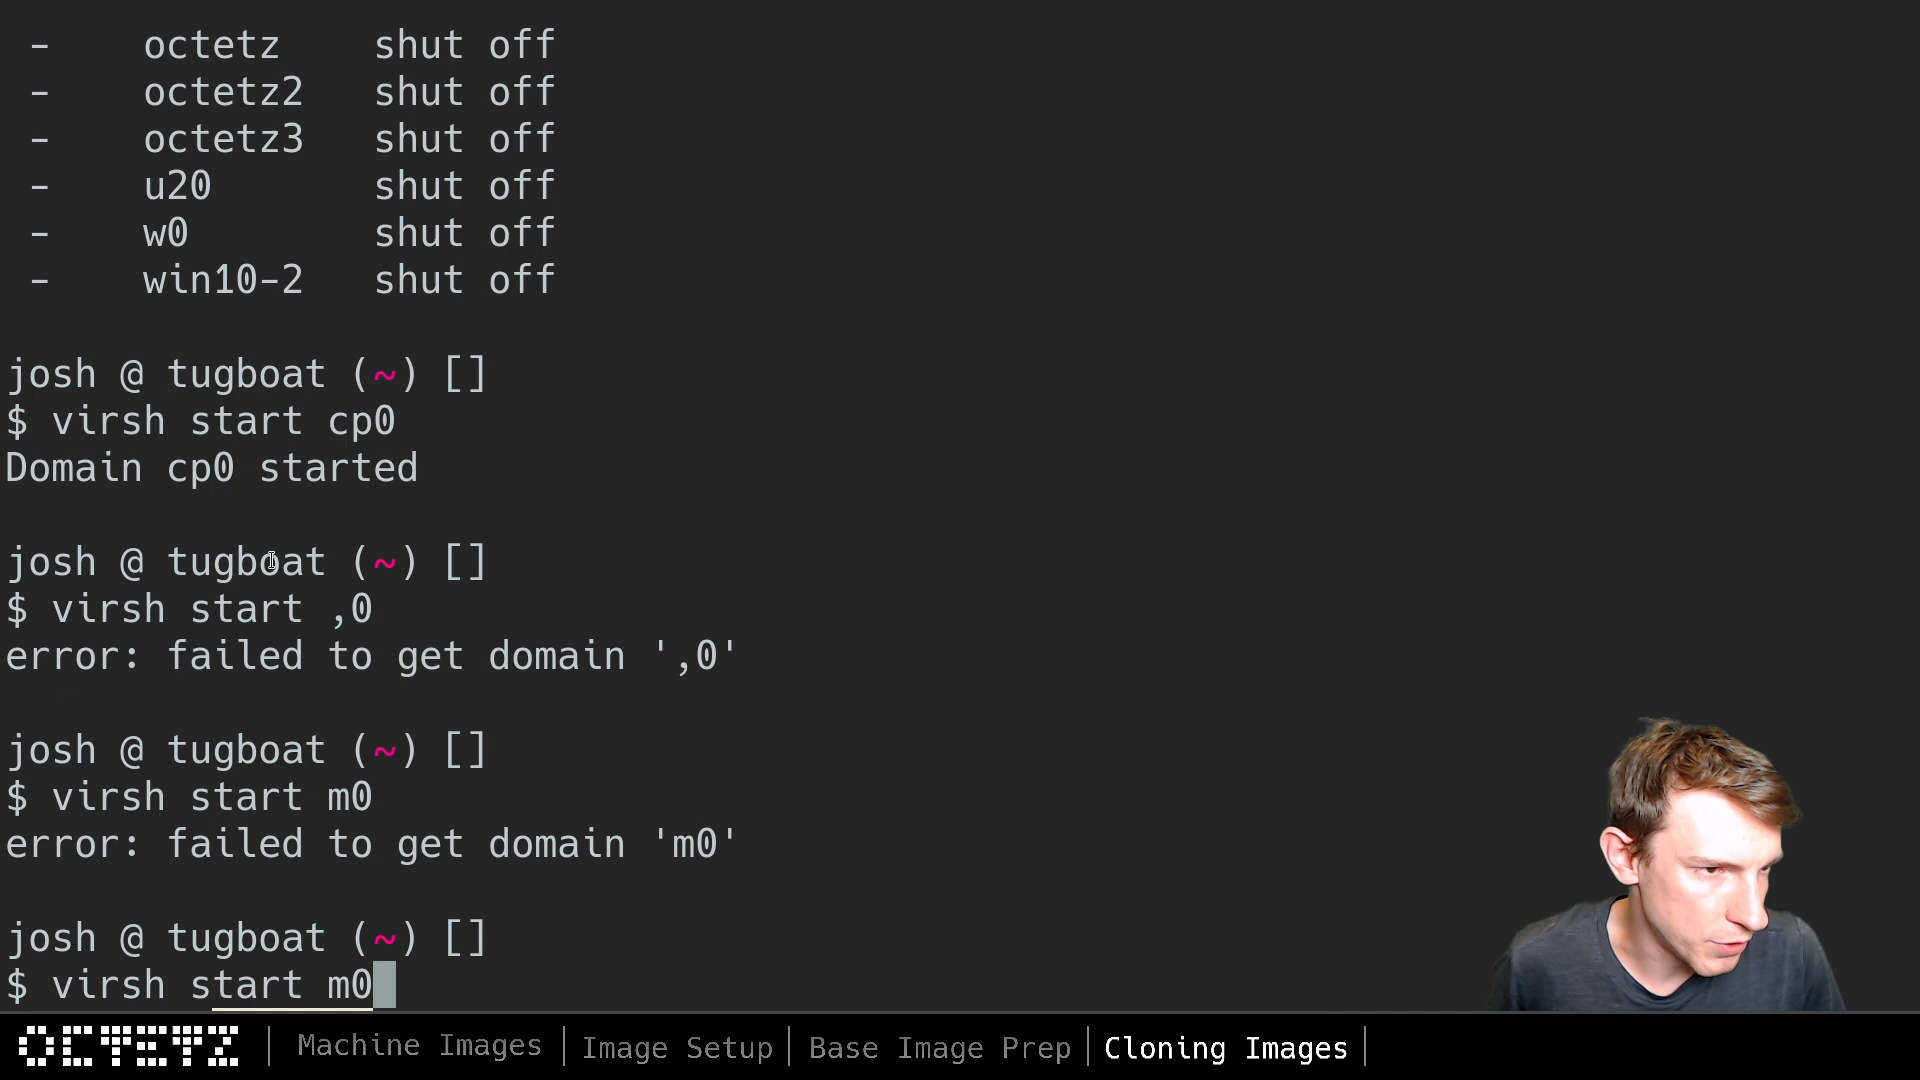 - octetz shut off
- octetz2 shut off
- octetz3 shut off
- u20 shut off
- w0 shut off
- win10-2 shut off
josh @ tugboat (~) []
$ virsh start cp0
Domain cp0 started
josh @ tugboat (~) []
$ virsh start ,0
error: failed to get domain ',0'
josh @ tugboat (~) []
$ virsh start m0
error: failed to get domain 'm0'
josh @ tugboat (~) []
$ virsh start m0
OCTETZ | Machine Images | Image Setup | Base Image Prep | Cloning Images |